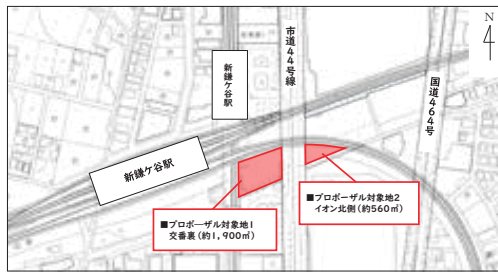 N
市道44号線
新鎌ケ谷駅
国道464号
新鎌ケ谷駅
■プロポーザル対象地1
交番裏(約1,900㎡)
■プロポーザル対象地2
イオン北側(約560㎡)